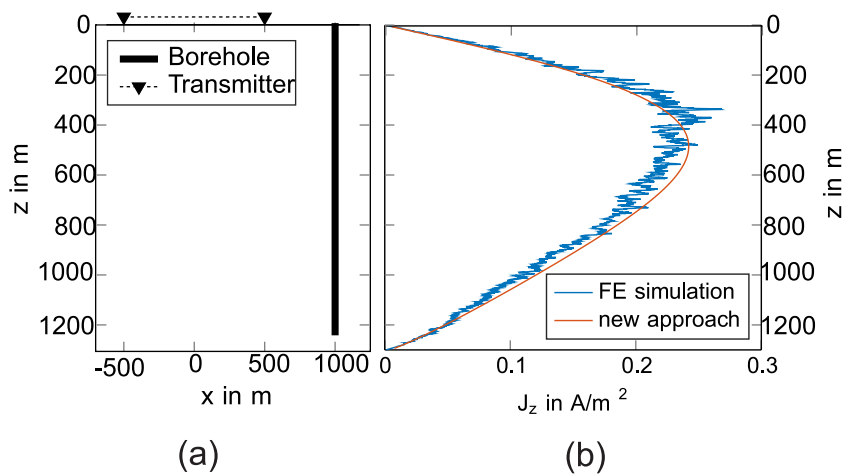 0
200
400
600
800
1000
1200
z in m
-500 0 500 1000
x in m
Borehole
Transmitter
(a)
0
200
400
600
800
1000
1200
z in m
0 0.1 0.2 0.3
Jz in A/m 2
FE simulation
new approach
(b)